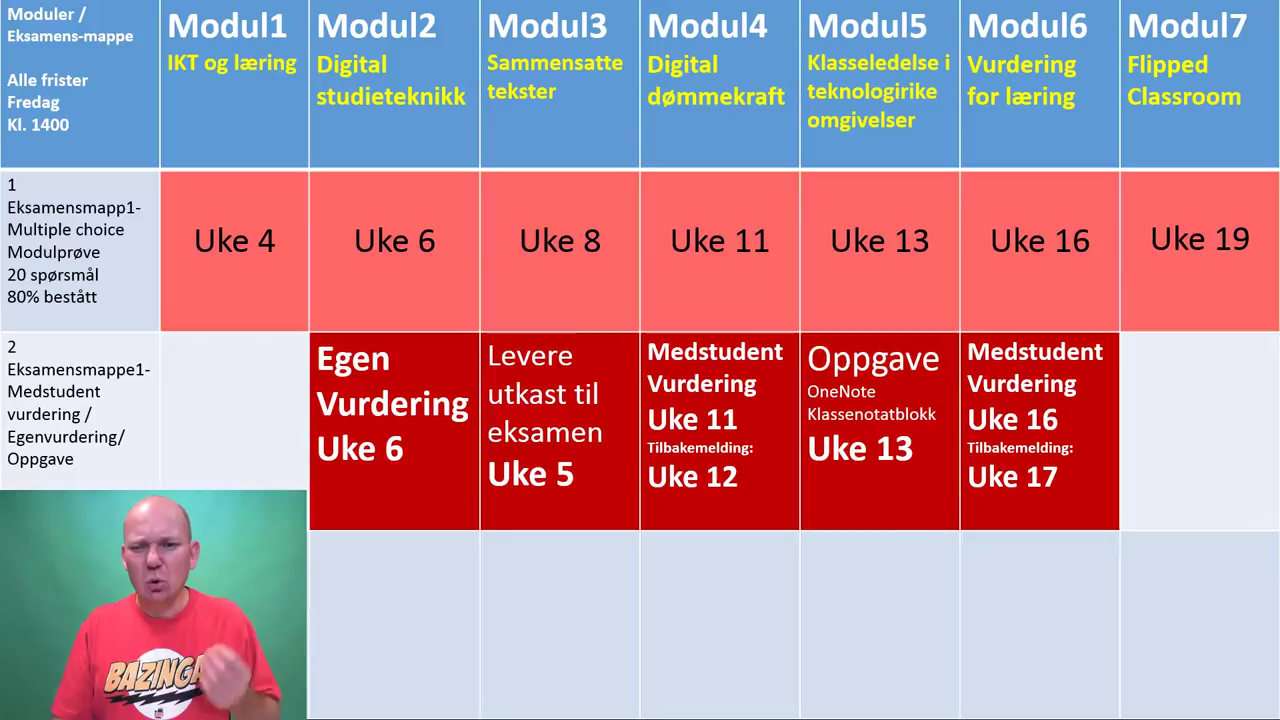 Moduler /
Eksamens-mappe
Alle frister
Fredag
Kl. 1400
Modul1
IKT og læring
Modul2
Digital
studieteknikk
Modul3
Sammensatte
tekster
Modul4
Digital
dømmekraft
Modul5
Klasseledelse i
teknologirike
omgivelser
Modul6
Vurdering
for læring
Modul7
Flipped
Classroom
1
Eksamensmapp1-
Multiple choice
Modulprøve
20 spørsmål
80% bestått
Uke 4
Uke 6
Uke 8
Uke 11
Uke 13
Uke 16
Uke 19
2
Eksamensmappe1-
Medstudent
vurdering /
Egenvurdering/
Oppgave
Egen
Vurdering
Uke 6
Levere
utkast til
eksamen
Uke 5
Medstudent
Vurdering
Uke 11
Tilbakemelding:
Uke 12
Oppgave
OneNote
Klassenotatblokk
Uke 13
Medstudent
Vurdering
Uke 16
Tilbakemelding:
Uke 17
BAZINGA